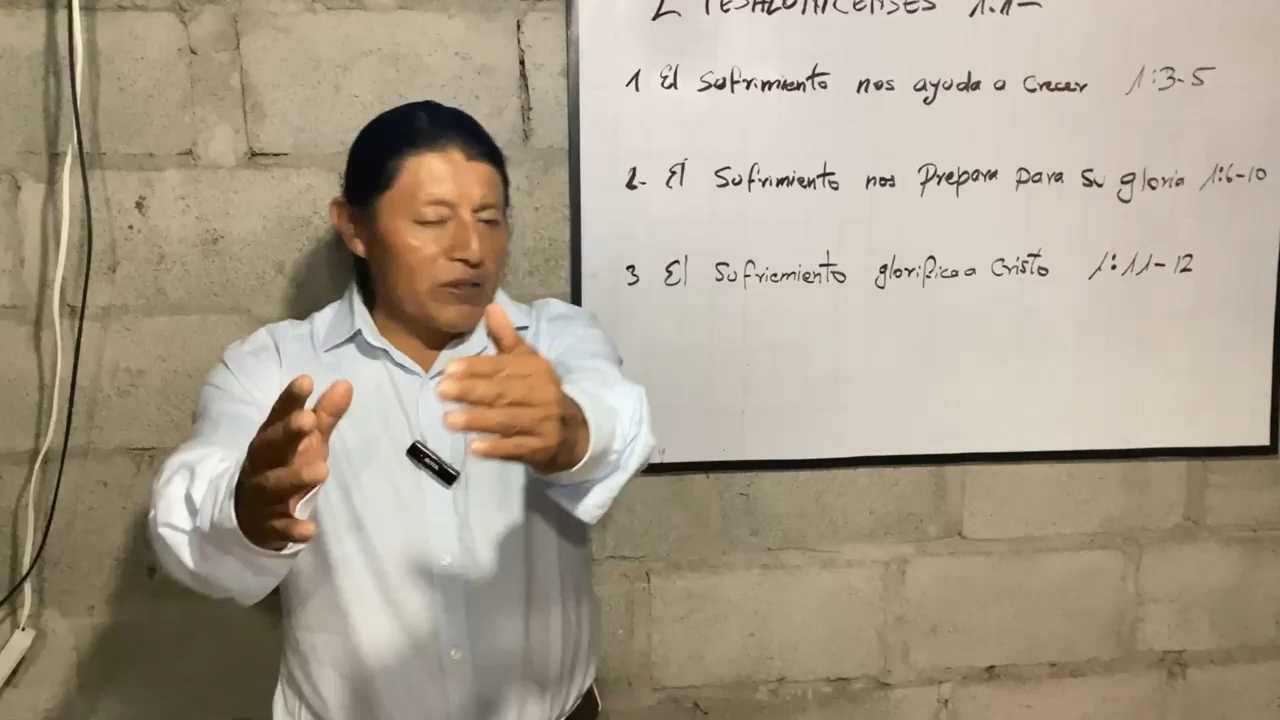 2 TESALONICENSES 1:1-
1 El Sufrimiento nos ayuda a Crecer 1:3-5
2- El Sufrimiento nos Prepara para Su gloria 1:6-10
3 El Sufriemiento glorifica a Cristo 1:11-12